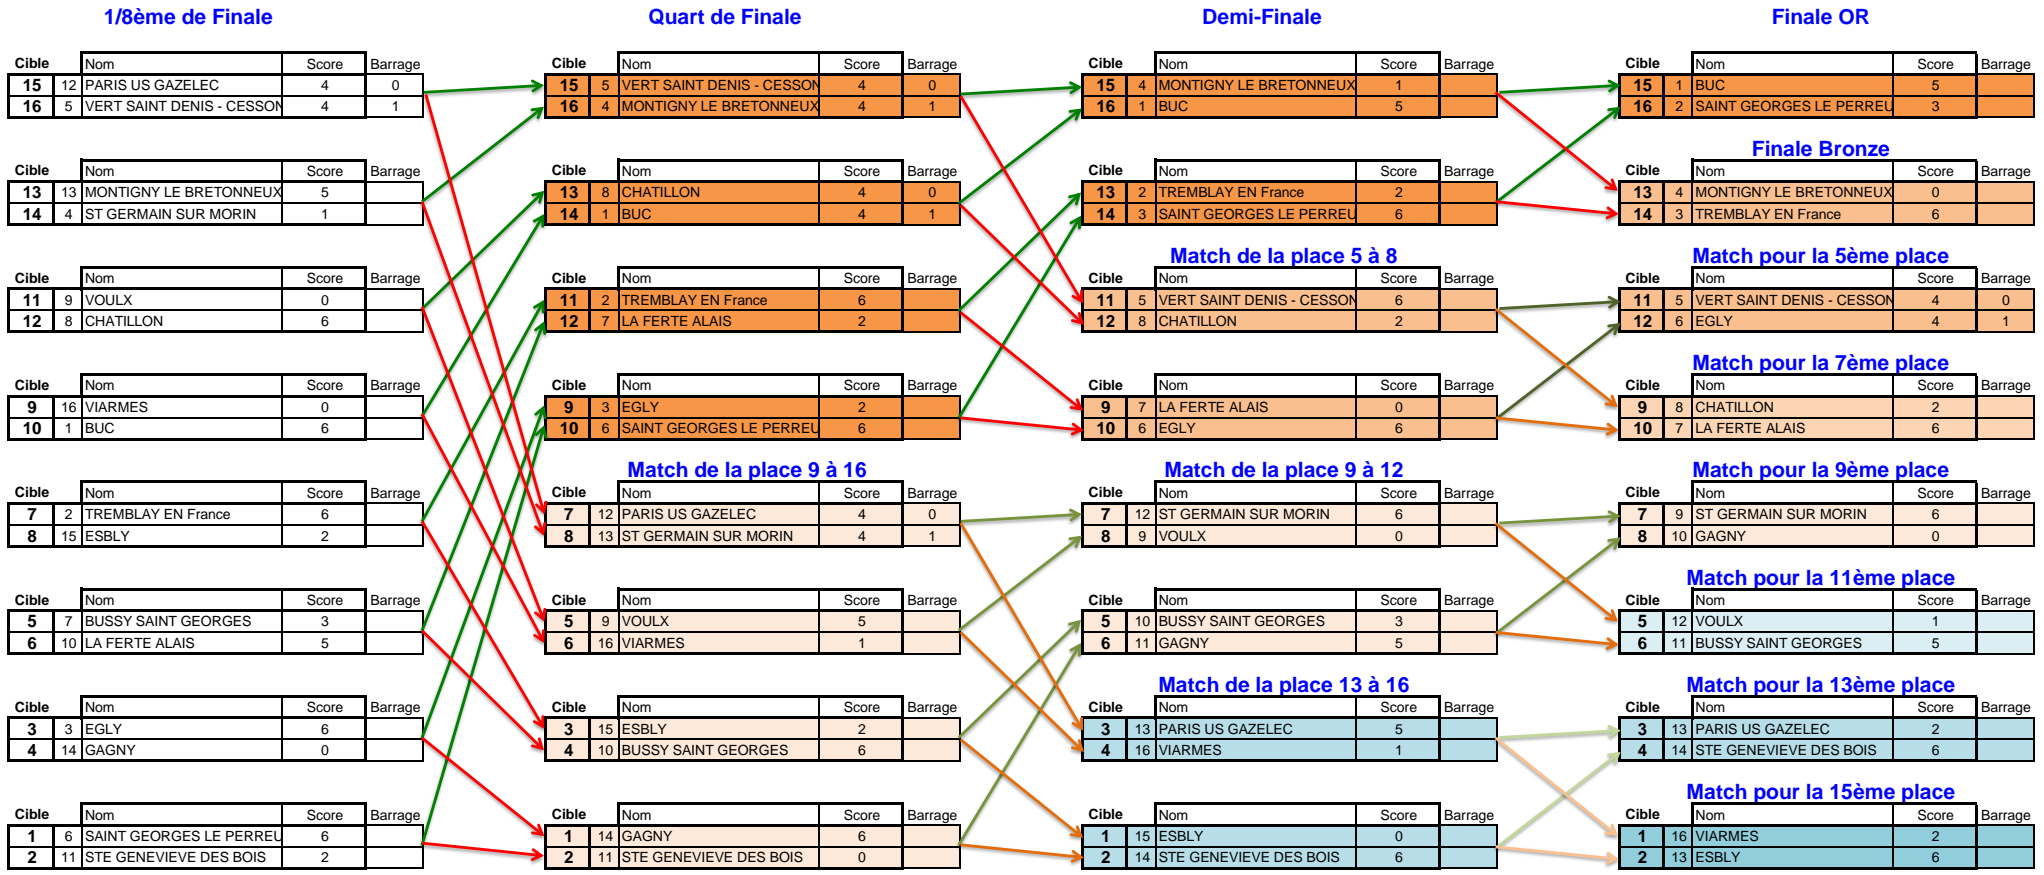 1/8ème de Finale Quart de Finale Demi-Finale Finale OR
Cible Nom Score Barrage Cible Nom Score Barrage Cible Nom Score Barrage Cible Nom Score Barrage
15 12 PARIS US GAZELEC 4 0 15 5 VERT SAINT DENIS - CESSON 4 0 15 4 MONTIGNY LE BRETONNEUX 1 15 1 BUC 5
16 5 VERT SAINT DENIS - CESSON 4 1 16 4 MONTIGNY LE BRETONNEUX 4 1 16 1 BUC 5 16 2 SAINT GEORGES LE PERREU 3
Finale Bronze
Cible Nom Score Barrage Cible Nom Score Barrage Cible Nom Score Barrage Cible Nom Score Barrage
13 13 MONTIGNY LE BRETONNEUX 5 13 8 CHATILLON 4 0 13 2 TREMBLAY EN France 2 13 4 MONTIGNY LE BRETONNEUX 0
14 4 ST GERMAIN SUR MORIN 1 14 1 BUC 4 1 14 3 SAINT GEORGES LE PERREU 6 14 3 TREMBLAY EN France 6
Match de la place 5 à 8 Match pour la 5ème place
Cible Nom Score Barrage Cible Nom Score Barrage Cible Nom Score Barrage Cible Nom Score Barrage
11 9 VOULX 0 11 2 TREMBLAY EN France 6 11 5 VERT SAINT DENIS - CESSON 6 11 5 VERT SAINT DENIS - CESSON 4 0
12 8 CHATILLON 6 12 7 LA FERTE ALAIS 2 12 8 CHATILLON 2 12 6 EGLY 4 1
Match pour la 7ème place
Cible Nom Score Barrage Cible Nom Score Barrage Cible Nom Score Barrage Cible Nom Score Barrage
9 16 VIARMES 0 9 3 EGLY 2 9 7 LA FERTE ALAIS 0 9 8 CHATILLON 2
10 1 BUC 6 10 6 SAINT GEORGES LE PERREU 6 10 6 EGLY 6 10 7 LA FERTE ALAIS 6
Match de la place 9 à 16 Match de la place 9 à 12 Match pour la 9ème place
Cible Nom Score Barrage Cible Nom Score Barrage Cible Nom Score Barrage Cible Nom Score Barrage
7 2 TREMBLAY EN France 6 7 12 PARIS US GAZELEC 4 0 7 12 ST GERMAIN SUR MORIN 6 7 9 ST GERMAIN SUR MORIN 6
8 15 ESBLY 2 8 13 ST GERMAIN SUR MORIN 4 1 8 9 VOULX 0 8 10 GAGNY 0
Match pour la 11ème place
Cible Nom Score Barrage Cible Nom Score Barrage Cible Nom Score Barrage Cible Nom Score Barrage
5 7 BUSSY SAINT GEORGES 3 5 9 VOULX 5 5 10 BUSSY SAINT GEORGES 3 5 12 VOULX 1
6 10 LA FERTE ALAIS 5 6 16 VIARMES 1 6 11 GAGNY 5 6 11 BUSSY SAINT GEORGES 5
Match de la place 13 à 16 Match pour la 13ème place
Cible Nom Score Barrage Cible Nom Score Barrage Cible Nom Score Barrage Cible Nom Score Barrage
3 3 EGLY 6 3 15 ESBLY 2 3 13 PARIS US GAZELEC 5 3 13 PARIS US GAZELEC 2
4 14 GAGNY 0 4 10 BUSSY SAINT GEORGES 6 4 16 VIARMES 1 4 14 STE GENEVIEVE DES BOIS 6
Match pour la 15ème place
Cible Nom Score Barrage Cible Nom Score Barrage Cible Nom Score Barrage Cible Nom Score Barrage
1 6 SAINT GEORGES LE PERREU 6 1 14 GAGNY 6 1 15 ESBLY 0 1 16 VIARMES 2
2 11 STE GENEVIEVE DES BOIS 2 2 11 STE GENEVIEVE DES BOIS 0 2 14 STE GENEVIEVE DES BOIS 6 2 13 ESBLY 6